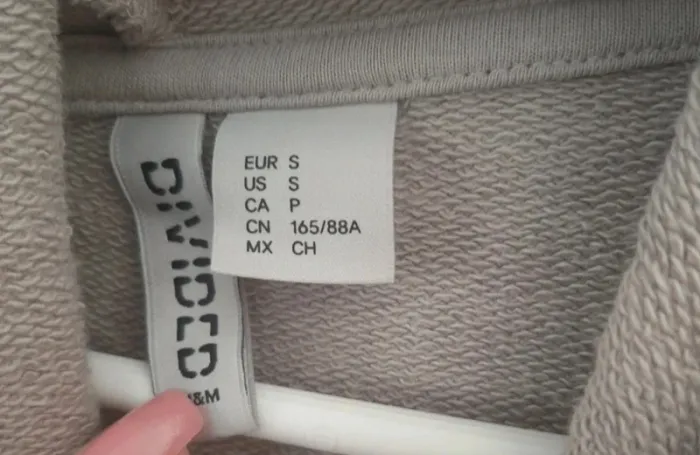 DIVIDED
&M
EUR S
US S
CA P
CN 165/88A
MX CH